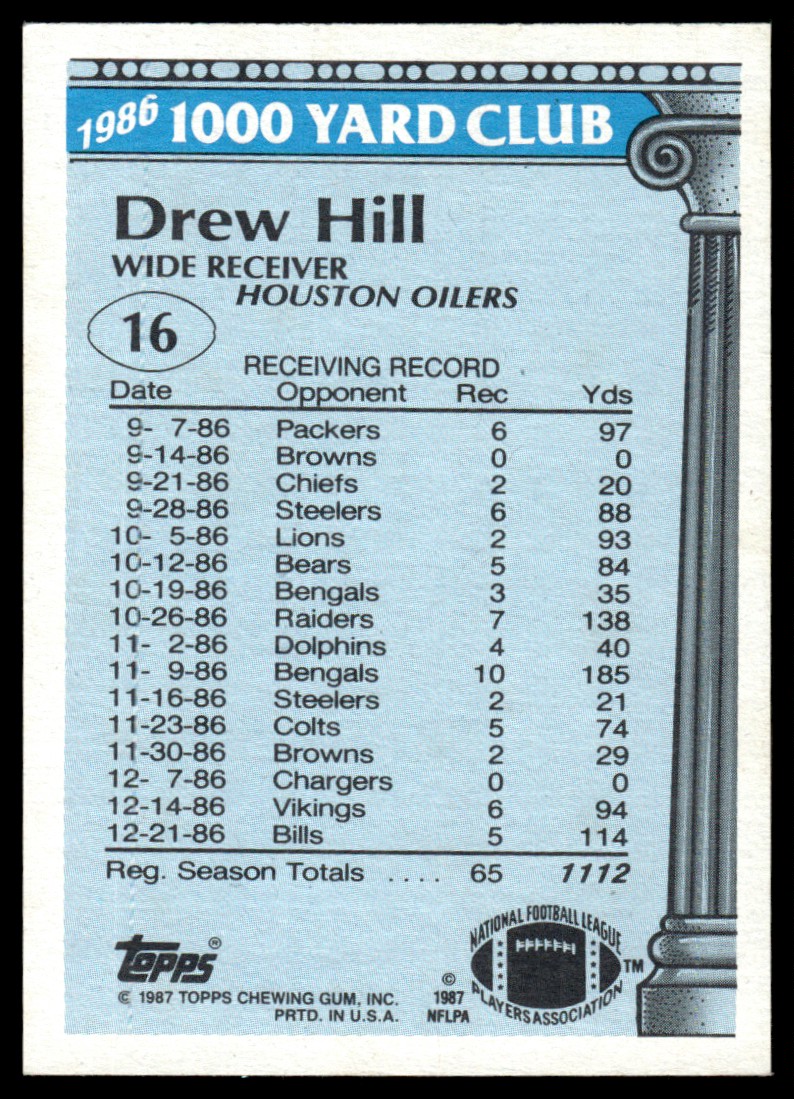 1986 1000 YARD CLUB
Drew Hill
WIDE RECEIVER
HOUSTON OILERS
16
RECEIVING RECORD
Date Opponent Rec Yds
9- 7-86 Packers 6 97
9-14-86 Browns 0 0
9-21-86 Chiefs 2 20
9-28-86 Steelers 6 88
10- 5-86 Lions 2 93
10-12-86 Bears 5 84
10-19-86 Bengals 3 35
10-26-86 Raiders 7 138
11- 2-86 Dolphins 4 40
11- 9-86 Bengals 10 185
11-16-86 Steelers 2 21
11-23-86 Colts 5 74
11-30-86 Browns 2 29
12- 7-86 Chargers 0 0
12-14-86 Vikings 6 94
12-21-86 Bills 5 114
Reg. Season Totals .... 65 1112
TOPPS®
© 1987 TOPPS CHEWING GUM, INC.
PRTD. IN U.S.A.
©
1987
NFLPA
NATIONAL FOOTBALL LEAGUE
PLAYERS ASSOCIATION
TM